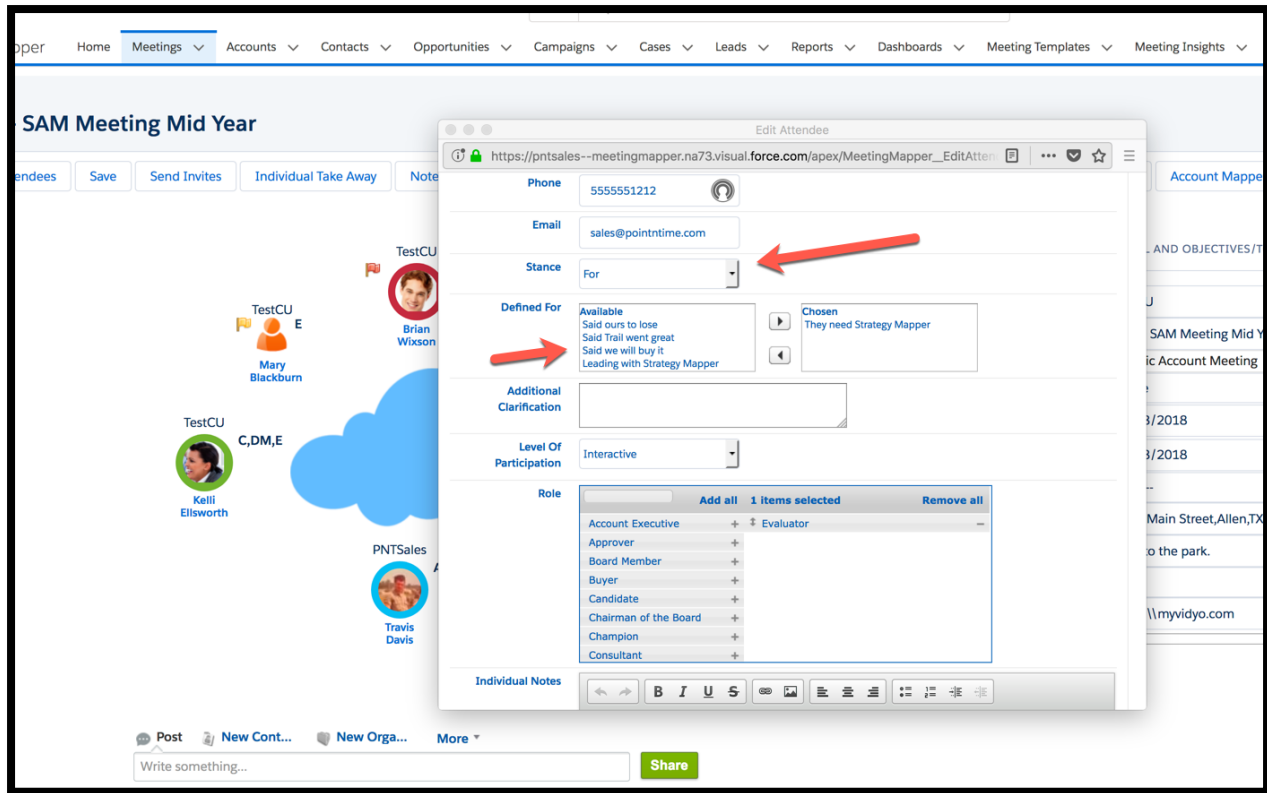 pper Home Meetings Accounts Contacts Opportunities Campaigns Cases Leads Reports Dashboards Meeting Templates Meeting Insights
SAM Meeting Mid Year
endees Save Send Invites Individual Take Away Note
Account Mappe
TestCU
Brian
Wixson
TestCU
E
Mary
Blackburn
TestCU
C,DM,E
Kelli
Ellsworth
PNTSales
Travis
Davis
Edit Attendee
https://pntsales--meetingmapper.na73.visual.force.com/apex/MeetingMapper__EditAtten
Phone 5555551212
Email sales@pointntime.com
Stance For
Defined For
Available
Said ours to lose
Said Trail went great
Said we will buy it
Leading with Strategy Mapper
Chosen
They need Strategy Mapper
Additional
Clarification
Level Of
Participation
Interactive
Role
Add all 1 items selected Remove all
Account Executive + Evaluator −
Approver +
Board Member +
Buyer +
Candidate +
Chairman of the Board +
Champion +
Consultant +
Individual Notes
B I U S
AND OBJECTIVES/T
U
SAM Meeting Mid Y
ic Account Meeting
3/2018
3/2018
--
Main Street,Allen,TX
to the park.
\\myvidyo.com
Post New Cont... New Orga... More
Write something...
Share